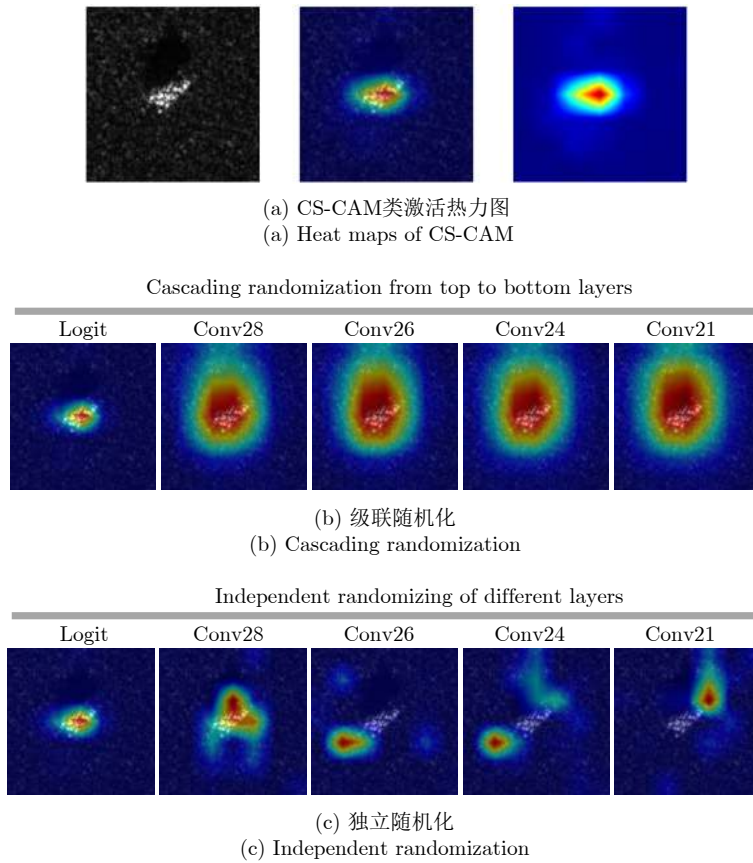 (a) CS-CAM类激活热力图
(a) Heat maps of CS-CAM
Cascading randomization from top to bottom layers
Logit Conv28 Conv26 Conv24 Conv21
(b) 级联随机化
(b) Cascading randomization
Independent randomizing of different layers
Logit Conv28 Conv26 Conv24 Conv21
(c) 独立随机化
(c) Independent randomization